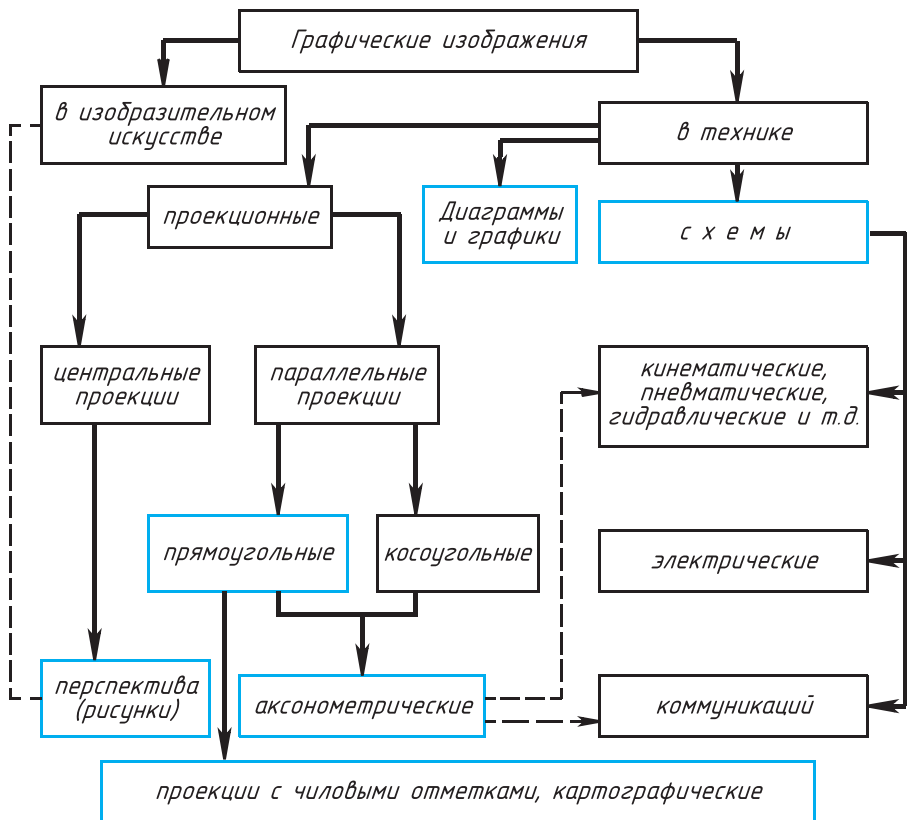 Графические изображения
в изобразительном
искусстве
в технике
проекционные
Диаграммы
и графики
с х е м ы
центральные
проекции
параллельные
проекции
кинематические,
пневматические,
гидравлические и т.д.
прямоугольные
косоугольные
электрические
перспектива
(рисунки)
аксонометрические
коммуникаций
проекции с чиловыми отметками, картографические